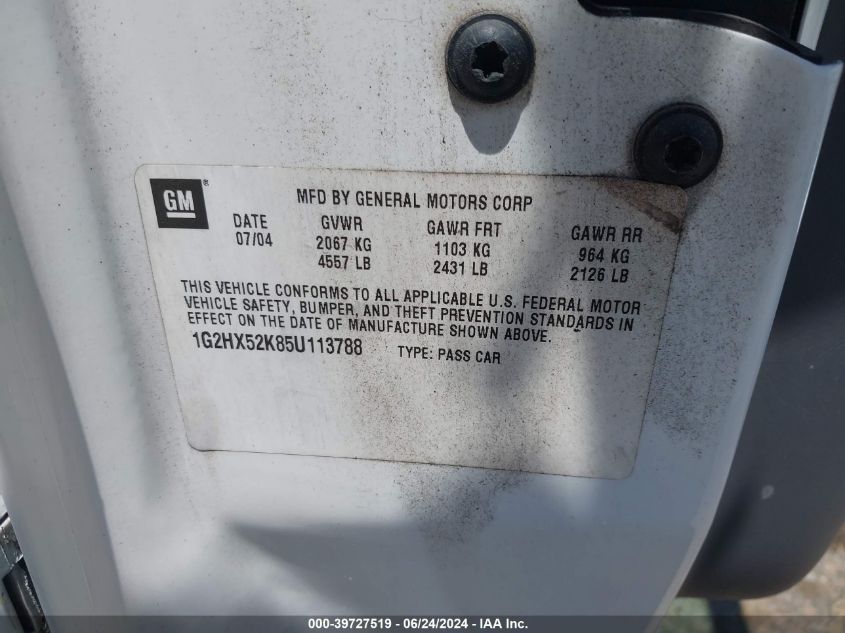 GM ®
MFD BY GENERAL MOTORS CORP
DATE GVWR GAWR FRT GAWR RR
07/04 2067 KG 1103 KG 964 KG
4557 LB 2431 LB 2126 LB
THIS VEHICLE CONFORMS TO ALL APPLICABLE U.S. FEDERAL MOTOR
VEHICLE SAFETY, BUMPER, AND THEFT PREVENTION STANDARDS IN
EFFECT ON THE DATE OF MANUFACTURE SHOWN ABOVE.
1G2HX52K85U113788 TYPE: PASS CAR
000-39727519 - 06/24/2024 - IAA Inc.